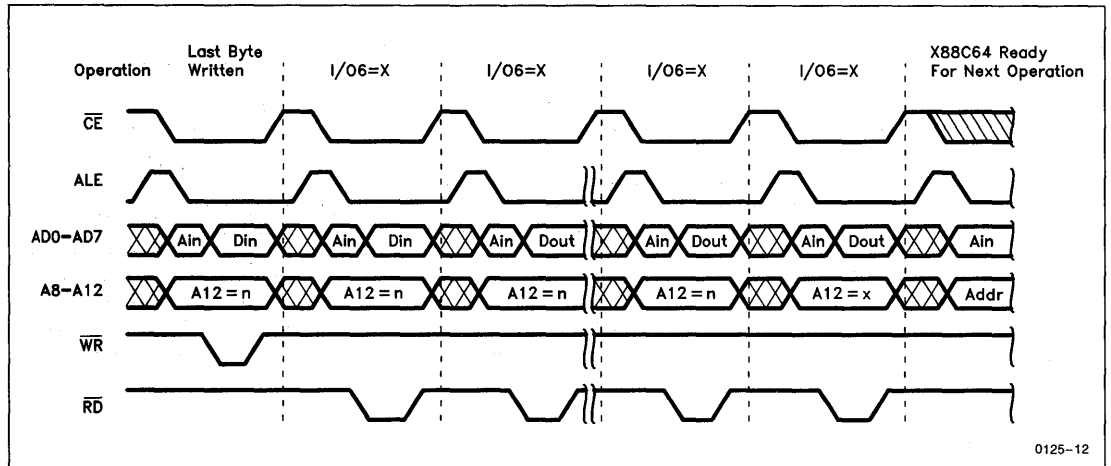 Operation
Last Byte
Written
I/O6=X
I/O6=X
I/O6=X
I/O6=X
X88C64 Ready
For Next Operation
CE
ALE
AD0–AD7 Ain Din Ain Din Ain Dout Ain Dout Ain Dout Ain
A8–A12 A12=n A12=n A12=n A12=n A12=x Addr
WR
RD
0125–12